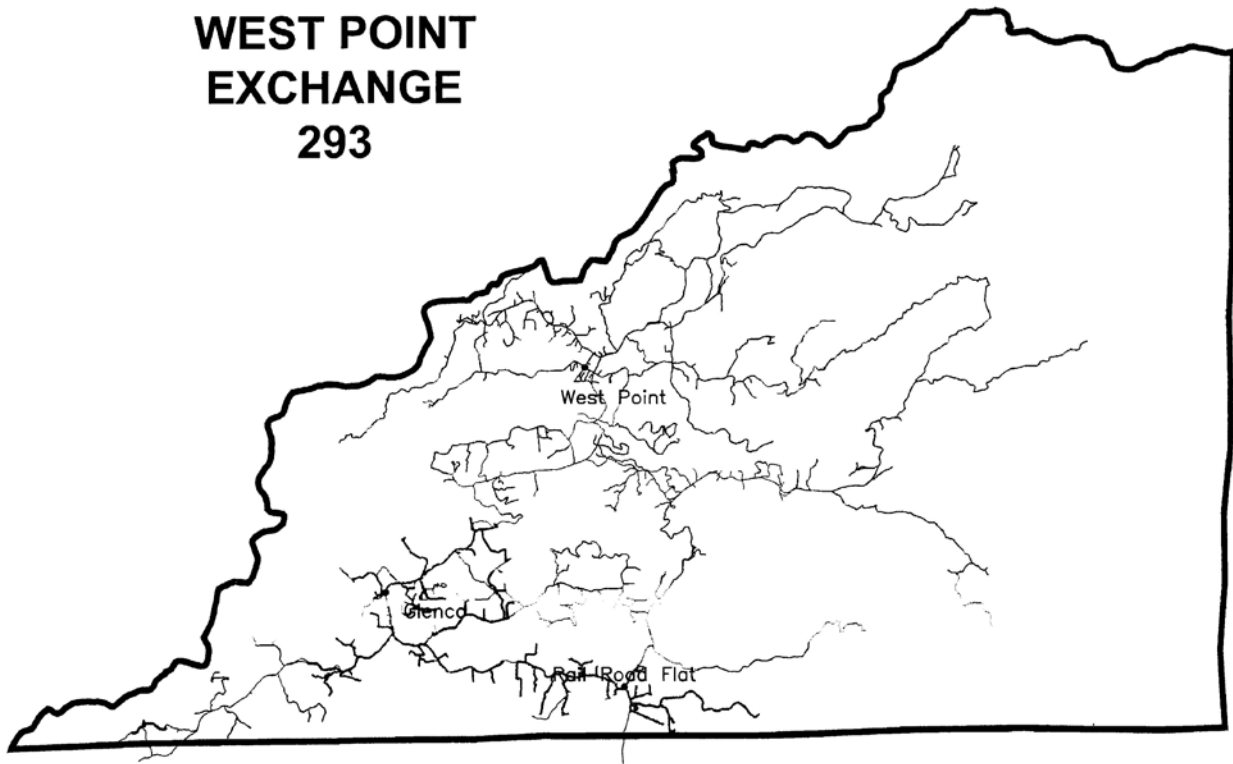 WEST POINT
EXCHANGE
293
West Point
Glenco
Rail Road Flat